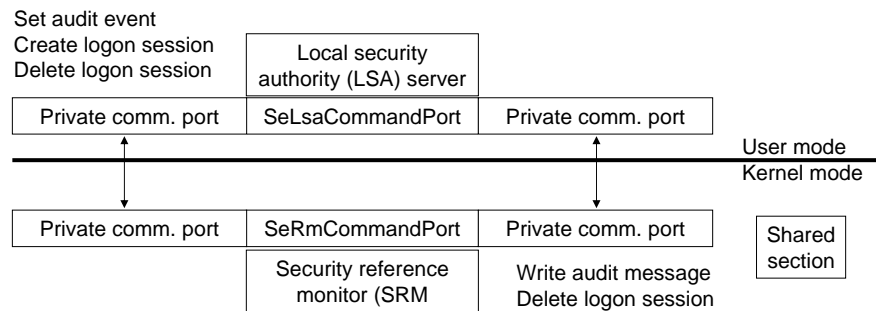 Set audit event
Create logon session
Delete logon session
Local security
authority (LSA) server
Private comm. port
SeLsaCommandPort
Private comm. port
User mode
Kernel mode
Private comm. port
SeRmCommandPort
Private comm. port
Shared
section
Security reference
monitor (SRM
Write audit message
Delete logon session